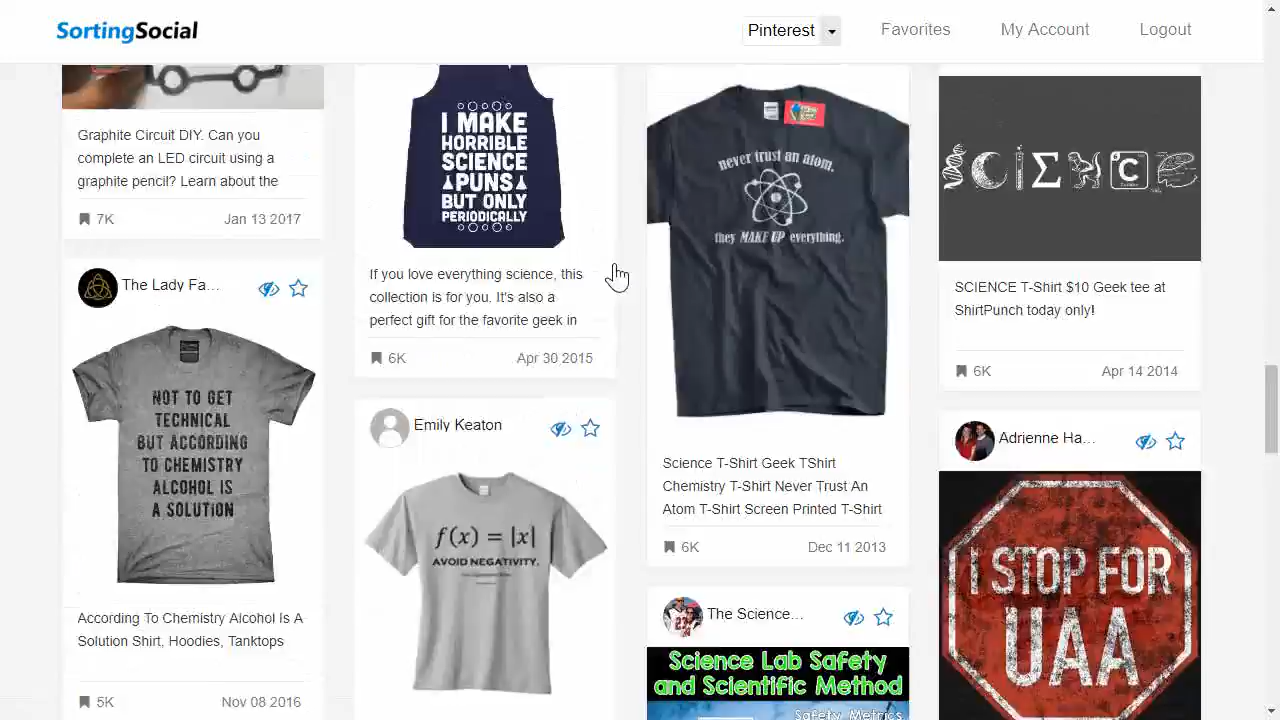 SortingSocial
Pinterest
Favorites
My Account
Logout
Graphite Circuit DIY. Can you
complete an LED circuit using a
graphite pencil? Learn about the
7K
Jan 13 2017
The Lady Fa...
NOT TO GET
TECHNICAL
BUT ACCORDING
TO CHEMISTRY
ALCOHOL IS
A SOLUTION
According To Chemistry Alcohol Is A
Solution Shirt, Hoodies, Tanktops
5K
Nov 08 2016
I MAKE
HORRIBLE
SCIENCE
PUNS
BUT ONLY
PERIODICALLY
If you love everything science, this
collection is for you. It's also a
perfect gift for the favorite geek in
6K
Apr 30 2015
Emily Keaton
f(x) = |x|
AVOID NEGATIVITY.
never trust an atom.
they MAKE UP everything.
Science T-Shirt Geek TShirt
Chemistry T-Shirt Never Trust An
Atom T-Shirt Screen Printed T-Shirt
6K
Dec 11 2013
The Science...
Science Lab Safety
and Scientific Method
Safety Metrics
SCIENCE T-Shirt $10 Geek tee at
ShirtPunch today only!
6K
Apr 14 2014
Adrienne Ha...
I STOP FOR
UAA